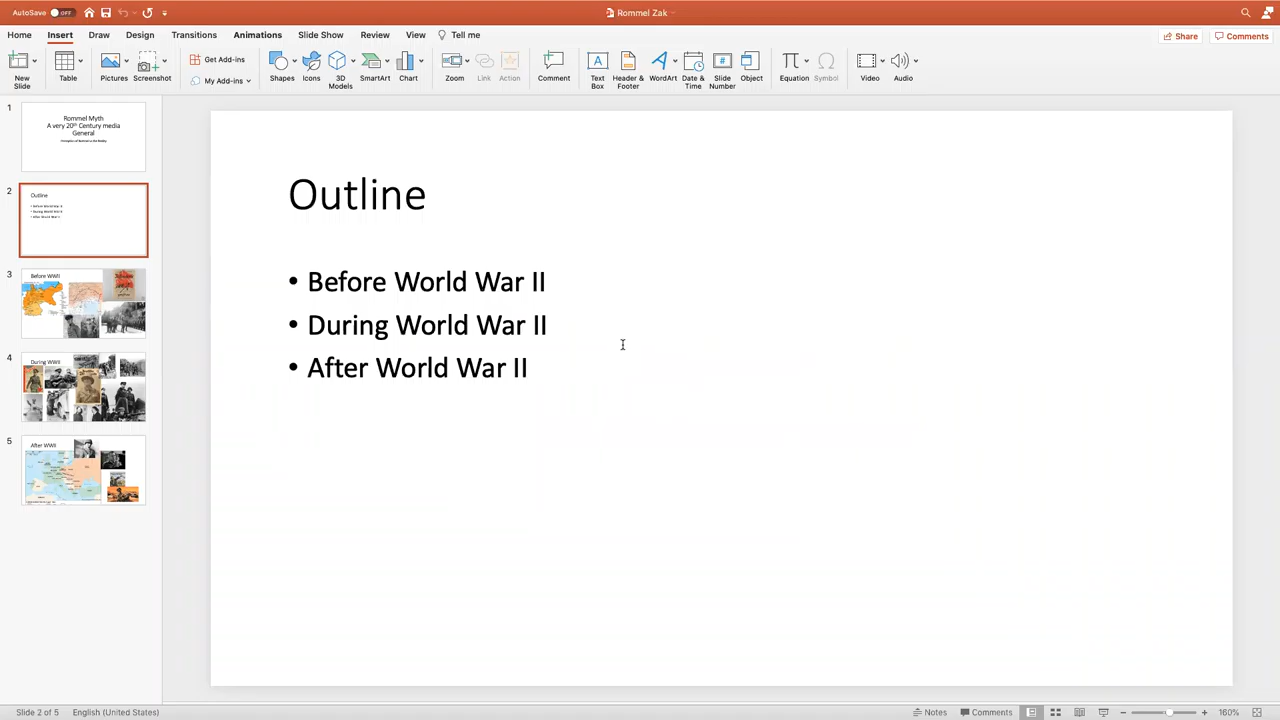 AutoSave OFF
Rommel Zak
Home Insert Draw Design Transitions Animations Slide Show Review View Tell me
Share Comments
New Slide
Table
Pictures
Screenshot
Get Add-ins
My Add-ins
Shapes
Icons
3D Models
SmartArt
Chart
Zoom
Link
Action
Comment
Text Box
Header & Footer
WordArt
Date & Time
Slide Number
Object
Equation
Symbol
Video
Audio
1
Rommel Myth
A very 20th Century media
General
2
Outline
• Before World War II
• During World War II
• After World War II
3
Before WWII
4
During WWII
5
After WWII
Outline
• Before World War II
• During World War II
• After World War II
Slide 2 of 5 English (United States)
Notes Comments 160%